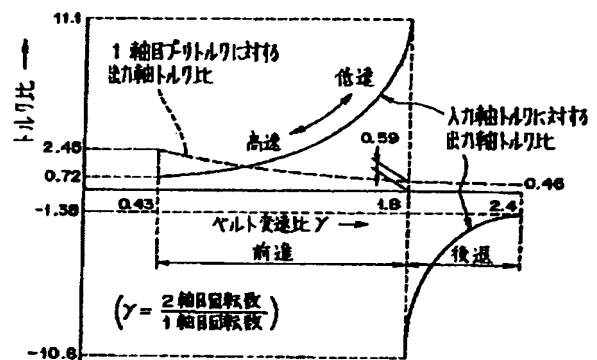 11.1
1軸目プーリトルクに対する
出力軸トルク比
低速
高速
入力軸トルクに対する
出力軸トルク比
トルク比
2.46
0.72
0.59
0.46
-1.38
0.43
1.8
2.4
ベルト変速比γ
前進
後退
(γ=2軸目回転数
1軸目回転数)
-10.6